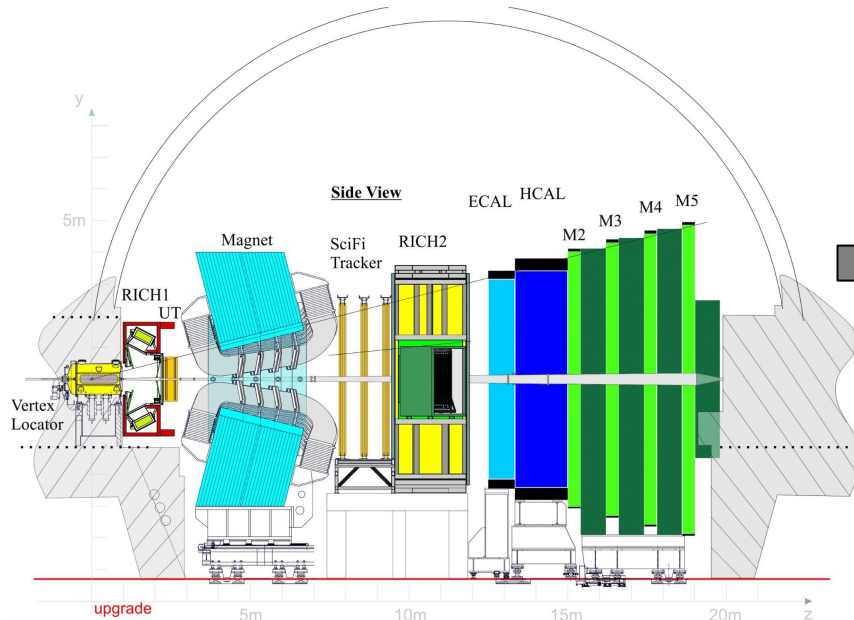 y
Side View
5m
ECAL
HCAL
M2
M3
M4
M5
Magnet
SciFi
Tracker
RICH2
RICH1
UT
Vertex
Locator
upgrade
5m
10m
15m
20m
z